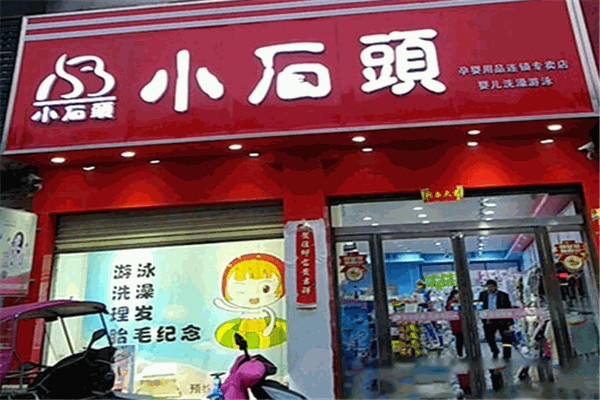 小石頭
小石頭
孕婴用品连锁专卖店
婴儿洗澡游泳
游泳
洗澡
理发
胎毛纪念